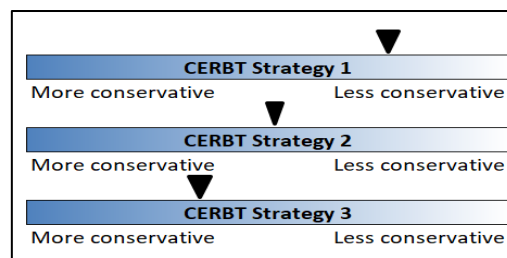 CERBT Strategy 1
More conservative Less conservative
CERBT Strategy 2
More conservative Less conservative
CERBT Strategy 3
More conservative Less conservative